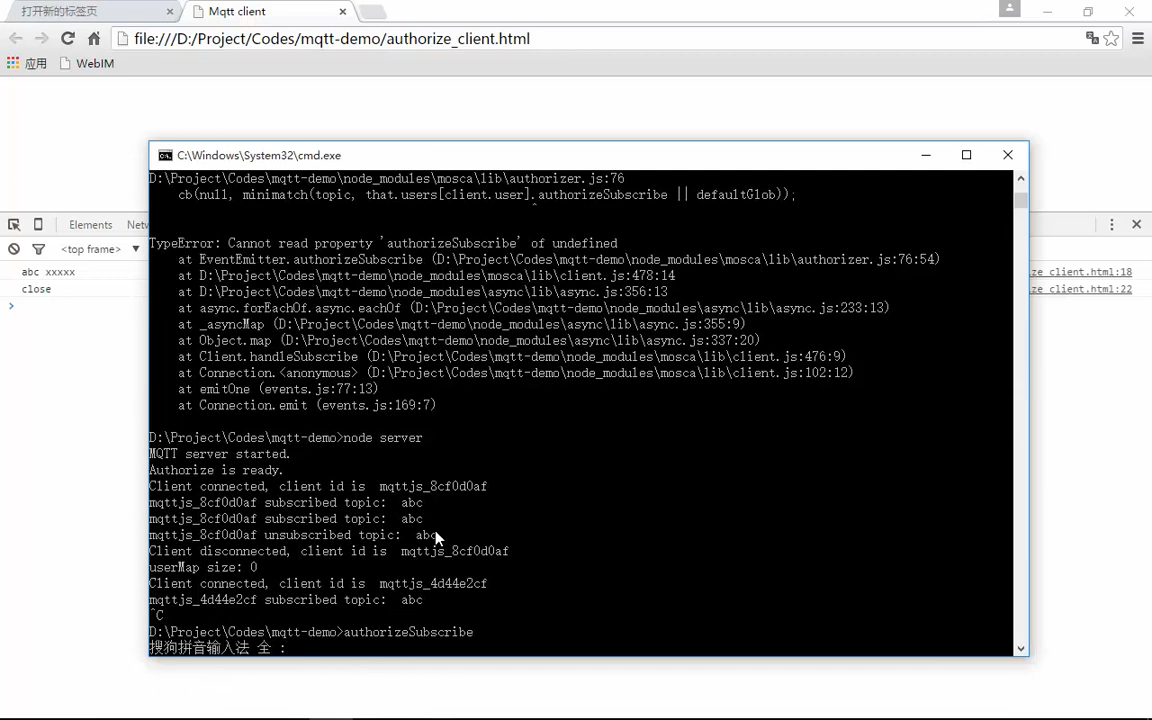 打开新的标签页
Mqtt client
file:///D:/Project/Codes/mqtt-demo/authorize_client.html
应用
WebIM
C:\Windows\System32\cmd.exe
D:\Project\Codes\mqtt-demo\node_modules\mosca\lib\authorizer.js:76
cb(null, minimatch(topic, that.users[client.user].authorizeSubscribe || defaultGlob));
^
TypeError: Cannot read property 'authorizeSubscribe' of undefined
at EventEmitter.authorizeSubscribe (D:\Project\Codes\mqtt-demo\node_modules\mosca\lib\authorizer.js:76:54)
at D:\Project\Codes\mqtt-demo\node_modules\mosca\lib\client.js:478:14
at D:\Project\Codes\mqtt-demo\node_modules\async\lib\async.js:356:13
at async.forEachOf.async.eachOf (D:\Project\Codes\mqtt-demo\node_modules\async\lib\async.js:233:13)
at _asyncMap (D:\Project\Codes\mqtt-demo\node_modules\async\lib\async.js:355:9)
at Object.map (D:\Project\Codes\mqtt-demo\node_modules\async\lib\async.js:337:20)
at Client.handleSubscribe (D:\Project\Codes\mqtt-demo\node_modules\mosca\lib\client.js:476:9)
at Connection.<anonymous> (D:\Project\Codes\mqtt-demo\node_modules\mosca\lib\client.js:102:12)
at emitOne (events.js:77:13)
at Connection.emit (events.js:169:7)
D:\Project\Codes\mqtt-demo>node server
MQTT server started.
Authorize is ready.
Client connected, client id is  mqttjs_8cf0d0af
mqttjs_8cf0d0af subscribed topic:  abc
mqttjs_8cf0d0af subscribed topic:  abc
mqttjs_8cf0d0af unsubscribed topic:  abc
Client disconnected, client id is  mqttjs_8cf0d0af
userMap size: 0
Client connected, client id is  mqttjs_4d44e2cf
mqttjs_4d44e2cf subscribed topic:  abc
^C
D:\Project\Codes\mqtt-demo>authorizeSubscribe
搜狗拼音输入法 全 :
Elements Netw
<top frame>
abc xxxxx
ze_client.html:18
close
ze_client.html:22